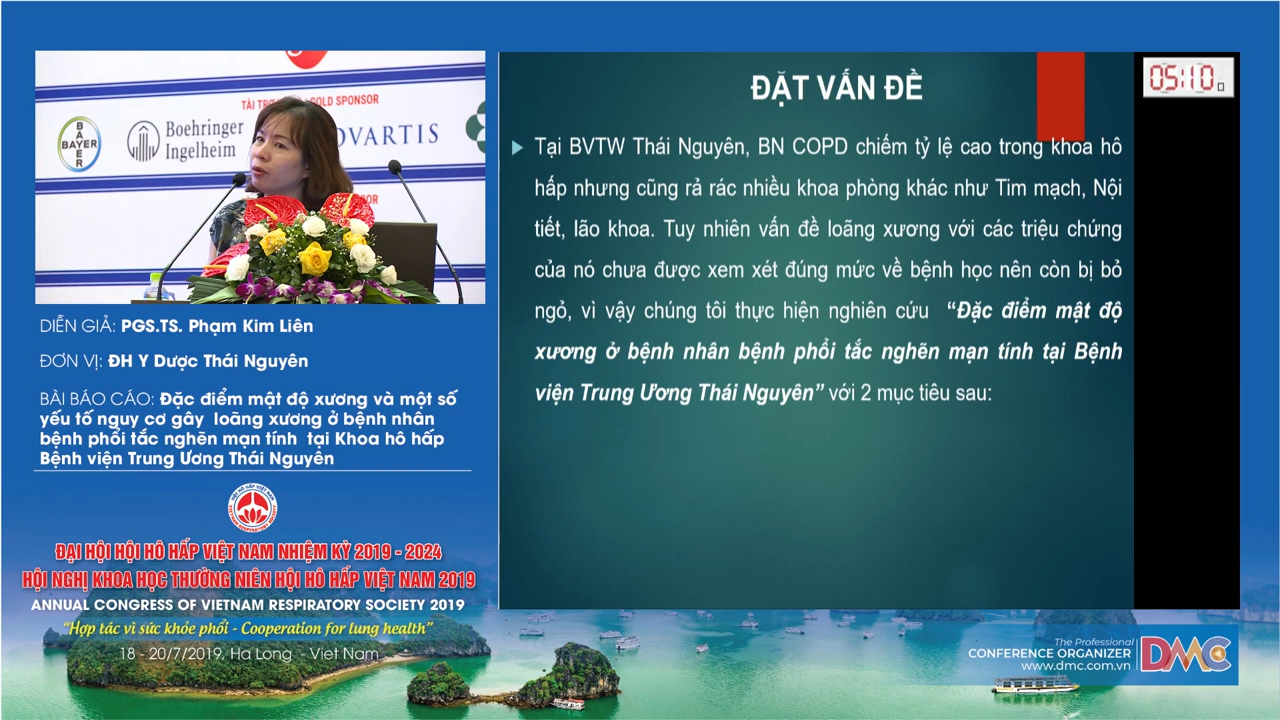 TÀI TRỢ
GOLD SPONSOR
BAYER
BAYER
Boehringer
Ingelheim
NOVARTIS
SPONSOR
DIỄN GIẢ: PGS.TS. Phạm Kim Liên
ĐƠN VỊ: ĐH Y Dược Thái Nguyên
BÀI BÁO CÁO: Đặc điểm mật độ xương và một số
yếu tố nguy cơ gây loãng xương ở bệnh nhân
bệnh phổi tắc nghẽn mạn tính tại Khoa hô hấp
Bệnh viện Trung Ương Thái Nguyên
HỘI HÔ HẤP VIỆT NAM
VIETNAM RESPIRATORY SOCIETY
ĐẠI HỘI HỘI HÔ HẤP VIỆT NAM NHIỆM KỲ 2019 - 2024
HỘI NGHỊ KHOA HỌC THƯỜNG NIÊN HỘI HÔ HẤP VIỆT NAM 2019
ANNUAL CONGRESS OF VIETNAM RESPIRATORY SOCIETY 2019
“Hợp tác vì sức khỏe phổi - Cooperation for lung health”
18 - 20/7/2019, Ha Long - Viet Nam
ĐẶT VẤN ĐỀ
Tại BVTW Thái Nguyên, BN COPD chiếm tỷ lệ cao trong khoa hô
hấp nhưng cũng rả rác nhiều khoa phòng khác như Tim mạch, Nội
tiết, lão khoa. Tuy nhiên vấn đề loãng xương với các triệu chứng
của nó chưa được xem xét đúng mức về bệnh học nên còn bị bỏ
ngỏ, vì vậy chúng tôi thực hiện nghiên cứu “Đặc điểm mật độ
xương ở bệnh nhân bệnh phổi tắc nghẽn mạn tính tại Bệnh
viện Trung Ương Thái Nguyên” với 2 mục tiêu sau:
05:10
The Professional
CONFERENCE ORGANIZER
www.dmc.com.vn
DMC